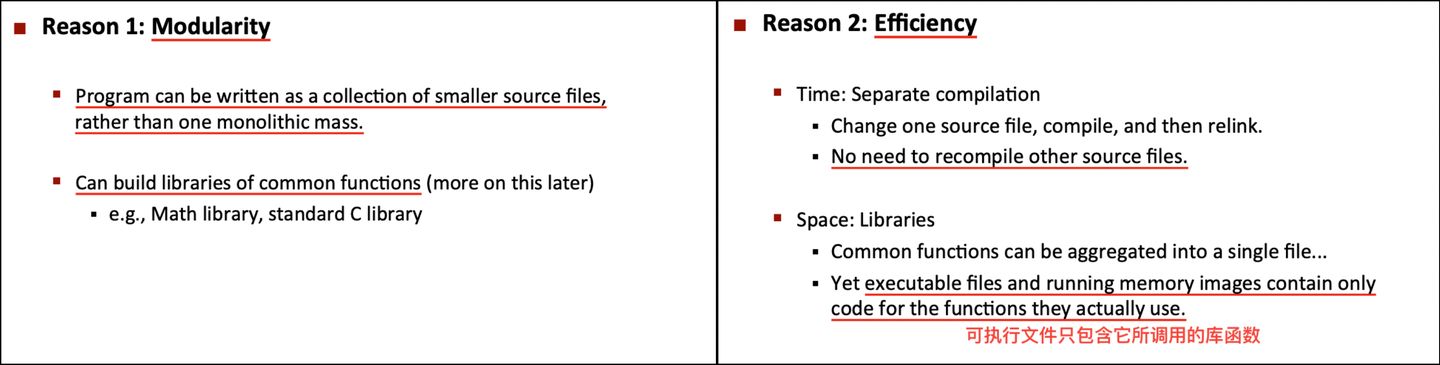 Reason 1: Modularity
Program can be written as a collection of smaller source files,
rather than one monolithic mass.
Can build libraries of common functions (more on this later)
e.g., Math library, standard C library
Reason 2: Efficiency
Time: Separate compilation
Change one source file, compile, and then relink.
No need to recompile other source files.
Space: Libraries
Common functions can be aggregated into a single file...
Yet executable files and running memory images contain only
code for the functions they actually use.
可执行文件只包含它所调用的库函数